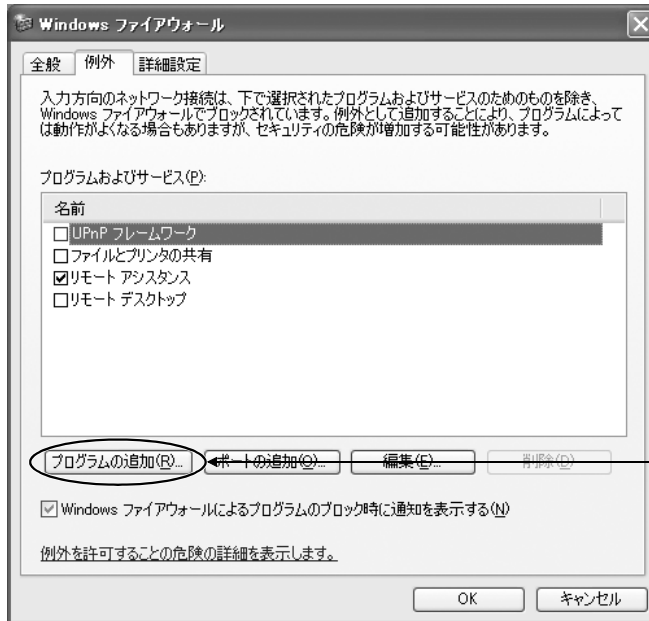 Windows ファイアウォール
全般 例外 詳細設定
入力方向のネットワーク接続は、下で選択されたプログラムおよびサービスのためのものを除き、
Windows ファイアウォールでブロックされています。例外として追加することにより、プログラムによって
は動作がよくなる場合もありますが、セキュリティの危険が増加する可能性があります。
プログラムおよびサービス(P):
名前
UPnP フレームワーク
ファイルとプリンタの共有
リモート アシスタンス
リモート デスクトップ
プログラムの追加(R)... ポートの追加(O)... 編集(E)... 削除(D)
Windows ファイアウォールによるプログラムのブロック時に通知を表示する(N)
例外を許可することの危険の詳細を表示します。
OK キャンセル